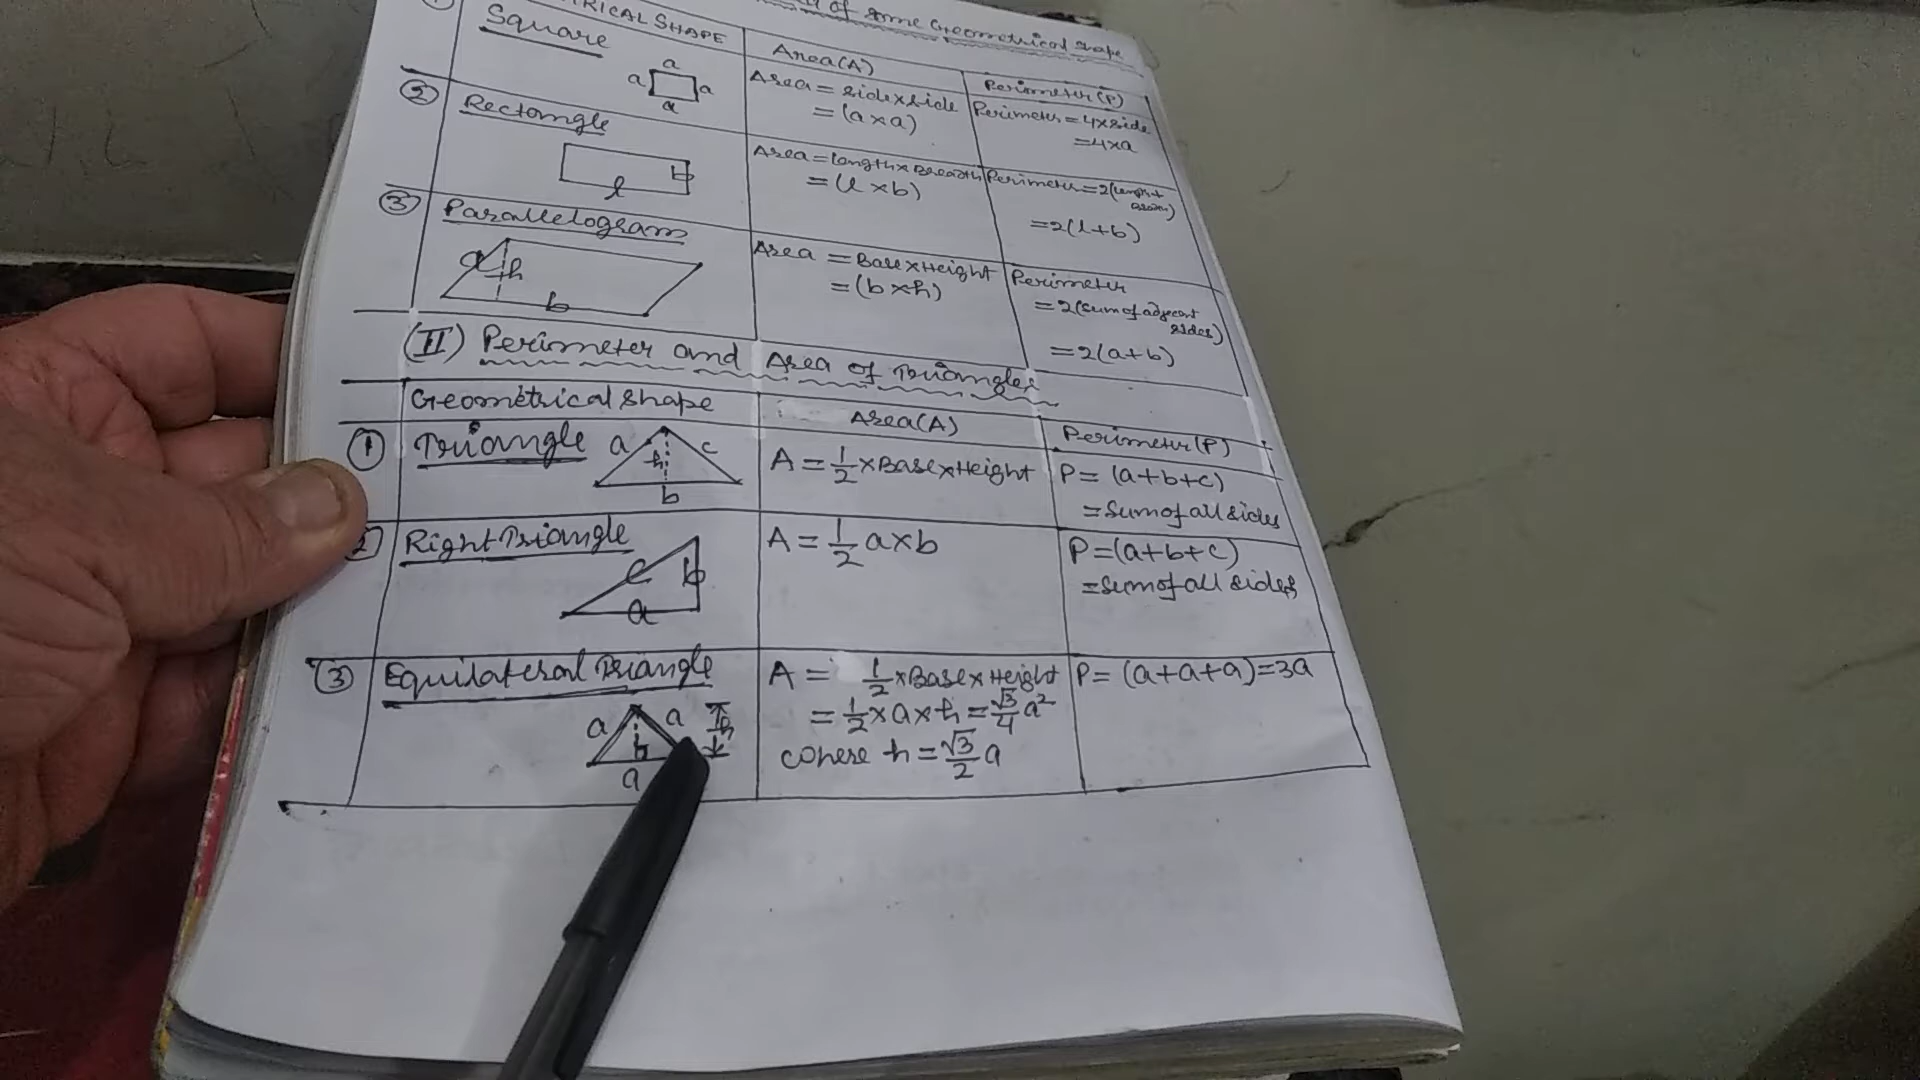 of some Geometrical shape
RICAL SHAPE
Area(A)
Perimeter(P)
Square
a
a
a
a
Area = side×side
= (a×a)
Perimeter = 4×side
= 4×a
② Rectangle
b
l
Area = Length×Breadth
= (l×b)
Perimeter = 2(
= 2(l+b)
③ Parallelogram
a
h
b
Area = Base×Height
= (b×h)
Perimeter
= 2(sum of adjecent
sides)
= 2(a+b)
(II) Perimeter and Area of Triangles
Geometrical shape
Area(A)
Perimeter(P)
① Triangle
a
c
h
b
A = 1/2 ×Base×Height
P = (a+b+c)
= Sum of all sides
2 Right Triangle
c
b
a
A = 1/2 a×b
P = (a+b+c)
= Sum of all sides
③ Equilateral Triangle
a
a
h
h
a
A = 1/2 ×Base×Height
= 1/2 ×a×h = √3/4 a²
where h = √3/2 a
P = (a+a+a) = 3a